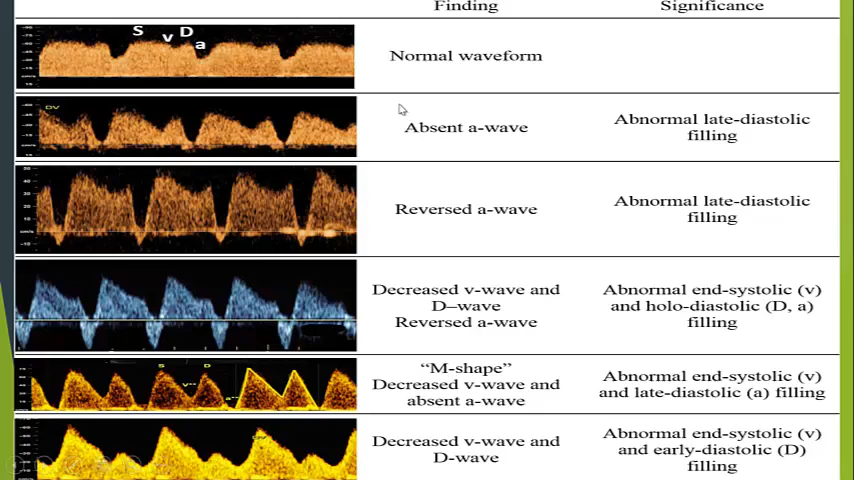 Finding
Significance
S
v
D
a
Normal waveform
DV
Absent a-wave
Abnormal late-diastolic
filling
Reversed a-wave
Abnormal late-diastolic
filling
Decreased v-wave and
D–wave
Reversed a-wave
Abnormal end-systolic (v)
and holo-diastolic (D, a)
filling
S
D
v**
“M-shape”
Decreased v-wave and
absent a-wave
Abnormal end-systolic (v)
and late-diastolic (a) filling
Decreased v-wave and
D-wave
Abnormal end-systolic (v)
and early-diastolic (D)
filling